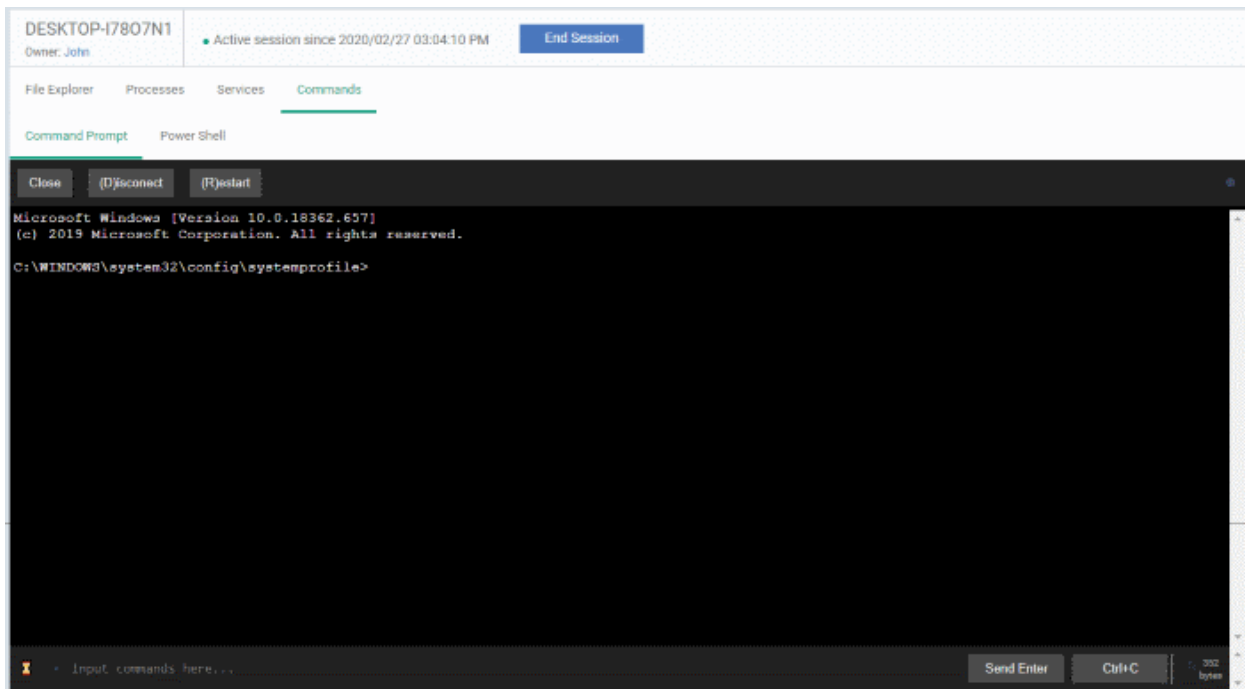 DESKTOP-I78O7N1
Owner: John
Active session since 2020/02/27 03:04:10 PM
End Session
File Explorer Processes Services Commands
Command Prompt Power Shell
Close (D)isconect (R)estart
Microsoft Windows [Version 10.0.18362.657]
(c) 2019 Microsoft Corporation. All rights reserved.
C:\WINDOWS\system32\config\systemprofile>
Input commands here...
Send Enter Ctrl+C
392
bytes